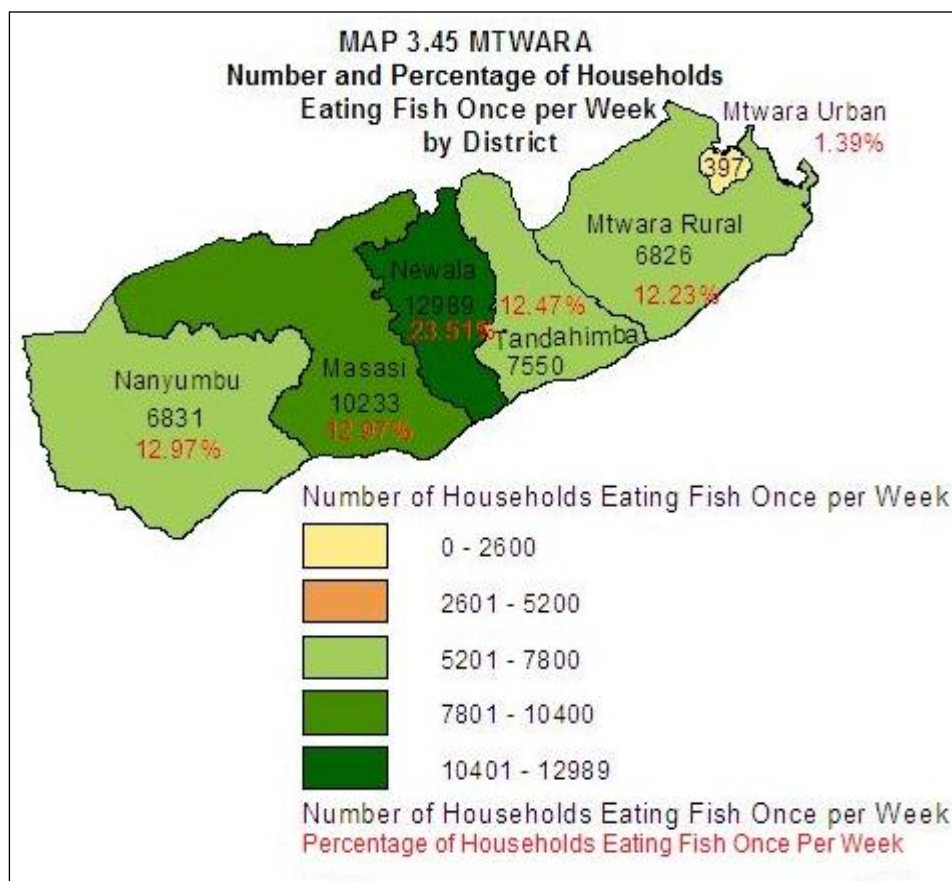 MAP 3.45 MTWARA
Number and Percentage of Households
Eating Fish Once per Week
by District
Mtwara Urban
1.39%
397
Mtwara Rural
6826
12.23%
Newala
12989
23.51%
12.47%
Tandahimba
7550
Masasi
10233
12.97%
Nanyumbu
6831
12.97%
Number of Households Eating Fish Once per Week
0 - 2600
2601 - 5200
5201 - 7800
7801 - 10400
10401 - 12989
Number of Households Eating Fish Once per Week
Percentage of Households Eating Fish Once Per Week